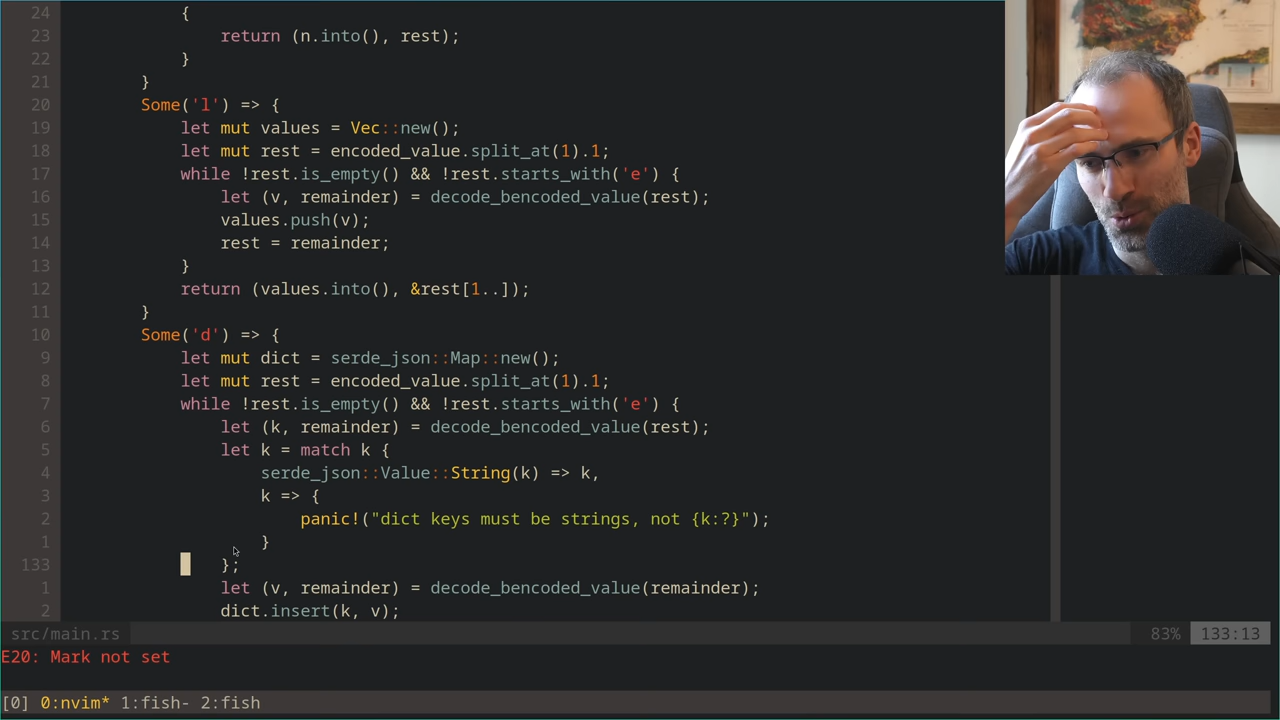 24 {
23 return (n.into(), rest);
22 }
21 }
20 Some('l') => {
19 let mut values = Vec::new();
18 let mut rest = encoded_value.split_at(1).1;
17 while !rest.is_empty() && !rest.starts_with('e') {
16 let (v, remainder) = decode_bencoded_value(rest);
15 values.push(v);
14 rest = remainder;
13 }
12 return (values.into(), &rest[1..]);
11 }
10 Some('d') => {
9 let mut dict = serde_json::Map::new();
8 let mut rest = encoded_value.split_at(1).1;
7 while !rest.is_empty() && !rest.starts_with('e') {
6 let (k, remainder) = decode_bencoded_value(rest);
5 let k = match k {
4 serde_json::Value::String(k) => k,
3 k => {
2 panic!("dict keys must be strings, not {k:?}");
1 }
133 };
1 let (v, remainder) = decode_bencoded_value(remainder);
2 dict.insert(k, v);
src/main.rs 83% 133:13
E20: Mark not set
[0] 0:nvim* 1:fish- 2:fish